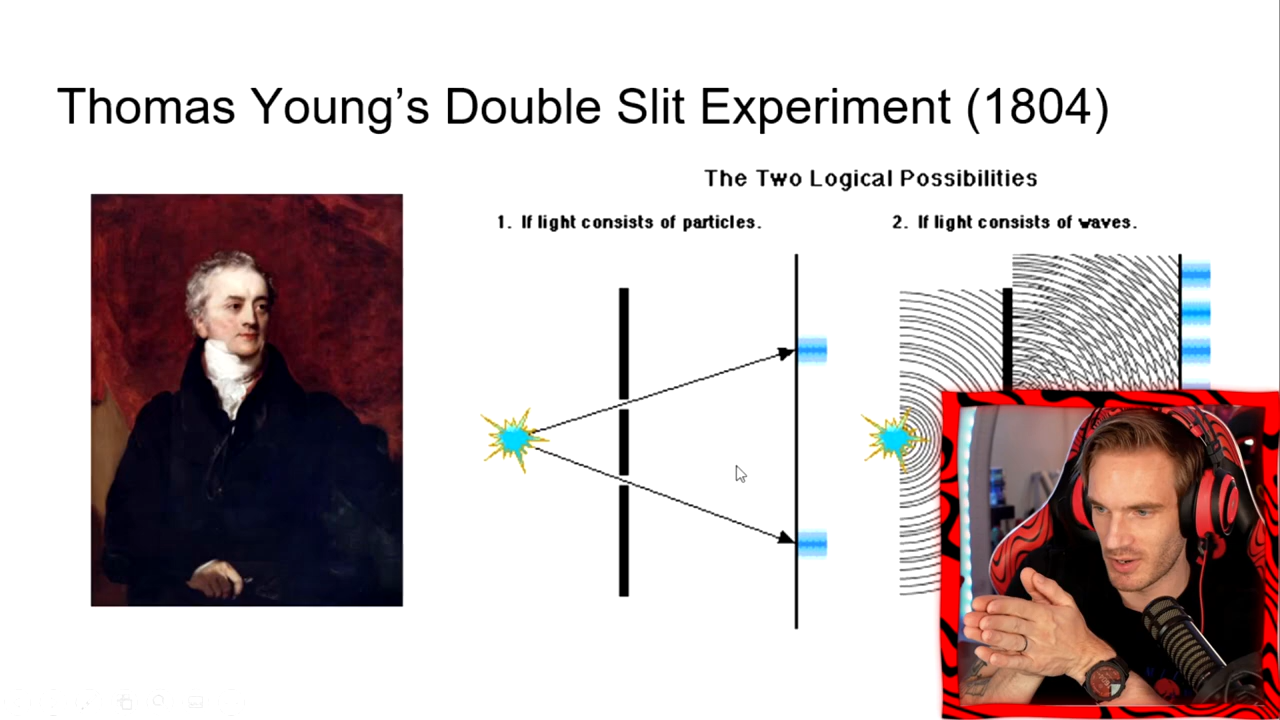 Thomas Young’s Double Slit Experiment (1804)
The Two Logical Possibilities
1. If light consists of particles.
2. If light consists of waves.